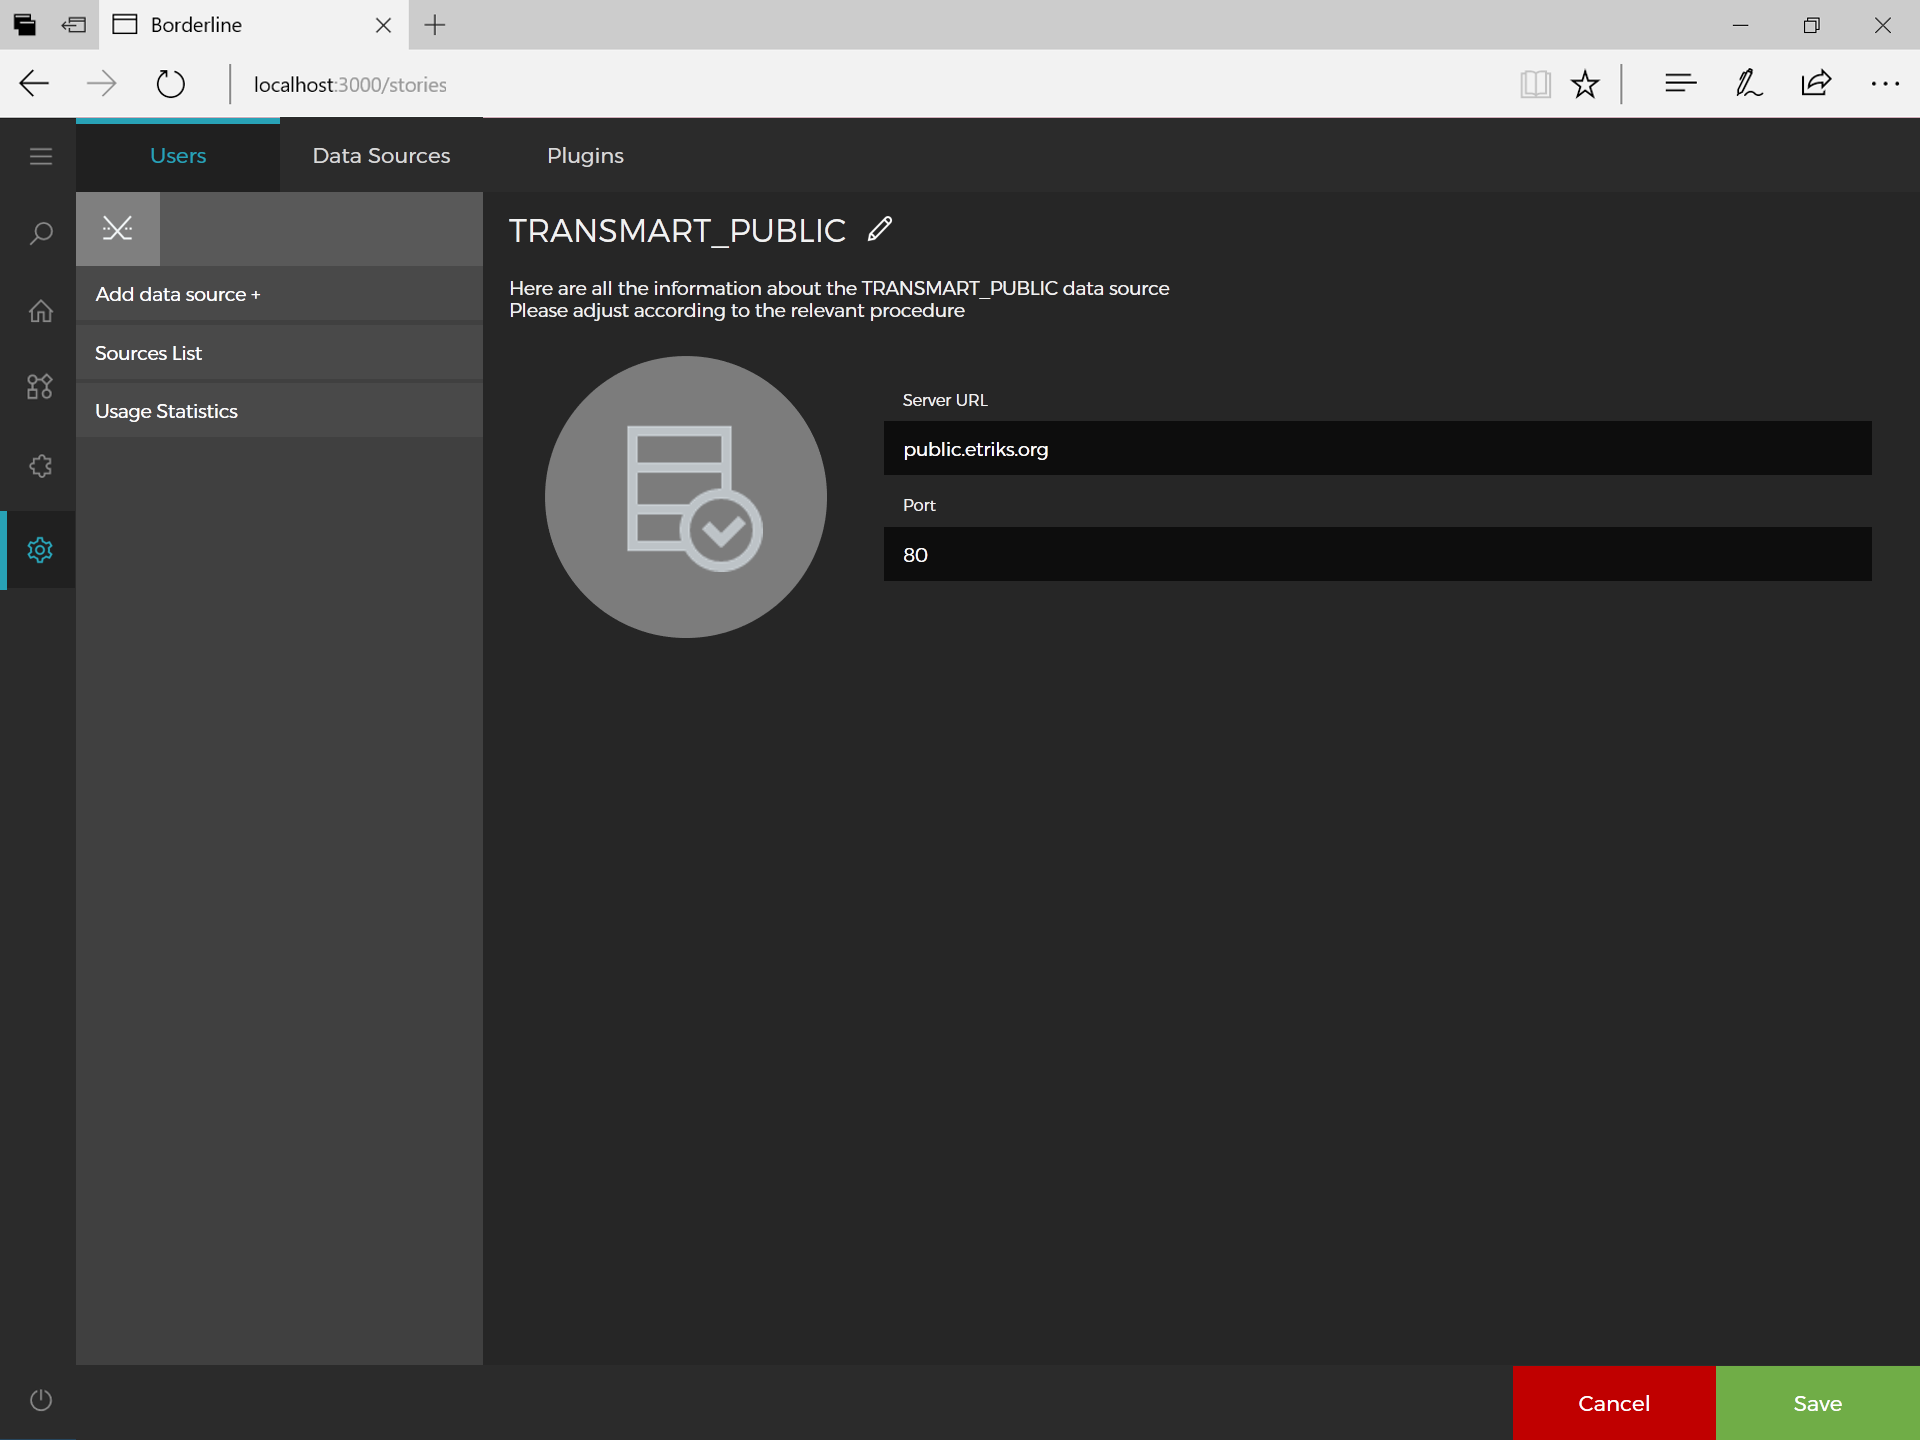 Borderline
localhost:3000/stories
Users
Data Sources
Plugins
Add data source +
Sources List
Usage Statistics
TRANSMART_PUBLIC
Here are all the information about the TRANSMART_PUBLIC data source
Please adjust according to the relevant procedure
Server URL
public.etriks.org
Port
80
Cancel
Save